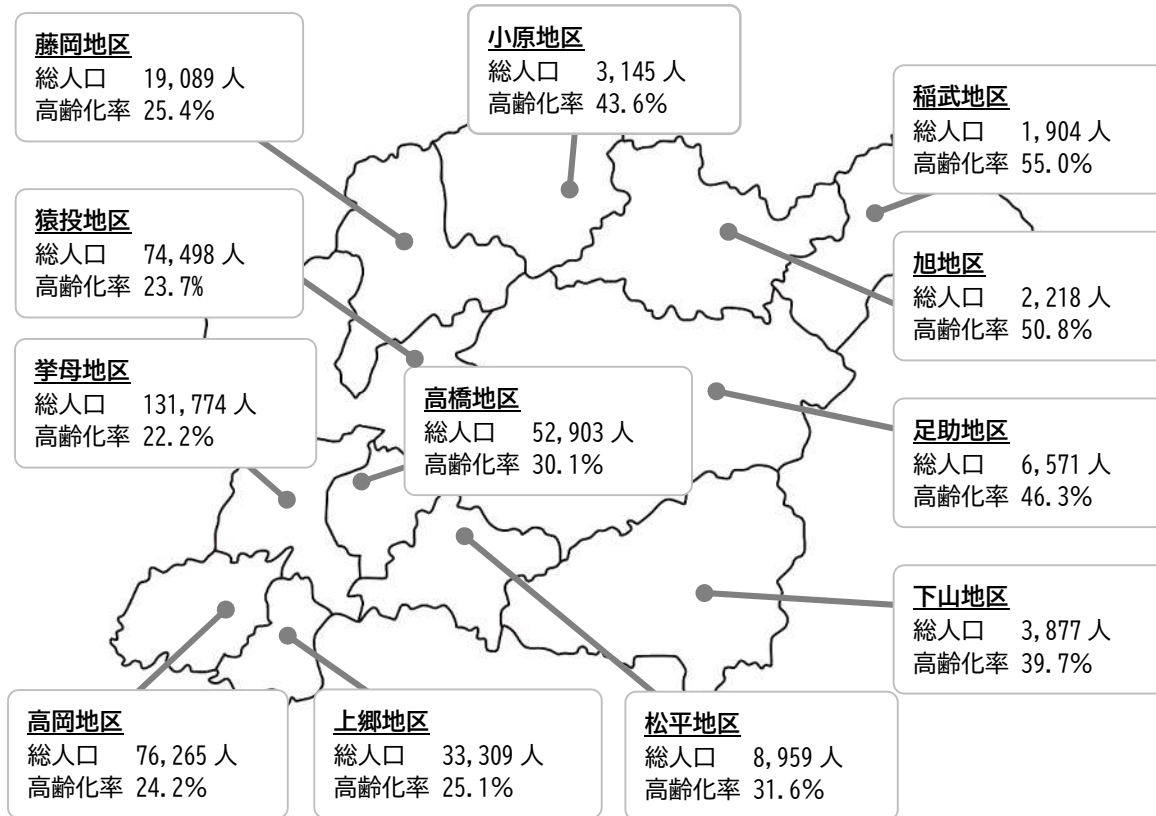 藤岡地区
総人口 19,089 人
高齢化率 25.4%
小原地区
総人口 3,145 人
高齢化率 43.6%
稲武地区
総人口 1,904 人
高齢化率 55.0%
猿投地区
総人口 74,498 人
高齢化率 23.7%
旭地区
総人口 2,218 人
高齢化率 50.8%
挙母地区
総人口 131,774 人
高齢化率 22.2%
高橋地区
総人口 52,903 人
高齢化率 30.1%
足助地区
総人口 6,571 人
高齢化率 46.3%
下山地区
総人口 3,877 人
高齢化率 39.7%
高岡地区
総人口 76,265 人
高齢化率 24.2%
上郷地区
総人口 33,309 人
高齢化率 25.1%
松平地区
総人口 8,959 人
高齢化率 31.6%